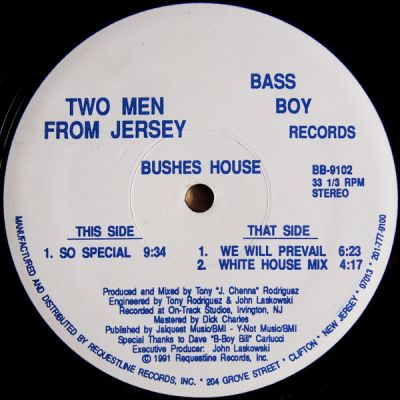 BASS
BOY
RECORDS
TWO MEN
FROM JERSEY
BUSHES HOUSE
BB-9102
33 1/3 RPM
STEREO
THIS SIDE
1. SO SPECIAL 9:34
THAT SIDE
1. WE WILL PREVAIL 6:23
2. WHITE HOUSE MIX 4:17
Produced and Mixed by Tony "J. Chenna" Rodriguez
Engineered by Tony Rodriguez & John Laskowski
Recorded at On-Track Studios, Irvington, NJ
Mastered by Dick Charles
Published by Jalquest Music/BMI - Y-Not Music/BMI
Special Thanks to Dave "B-Boy Bill" Carlucci
Executive Producer: John Laskowski
© 1991 Requestline Records, Inc.
MANUFACTURED AND DISTRIBUTED BY REQUESTLINE RECORDS, INC. * 204 GROVE STREET * CLIFTON * NEW JERSEY * 07013 * 201-777-9100